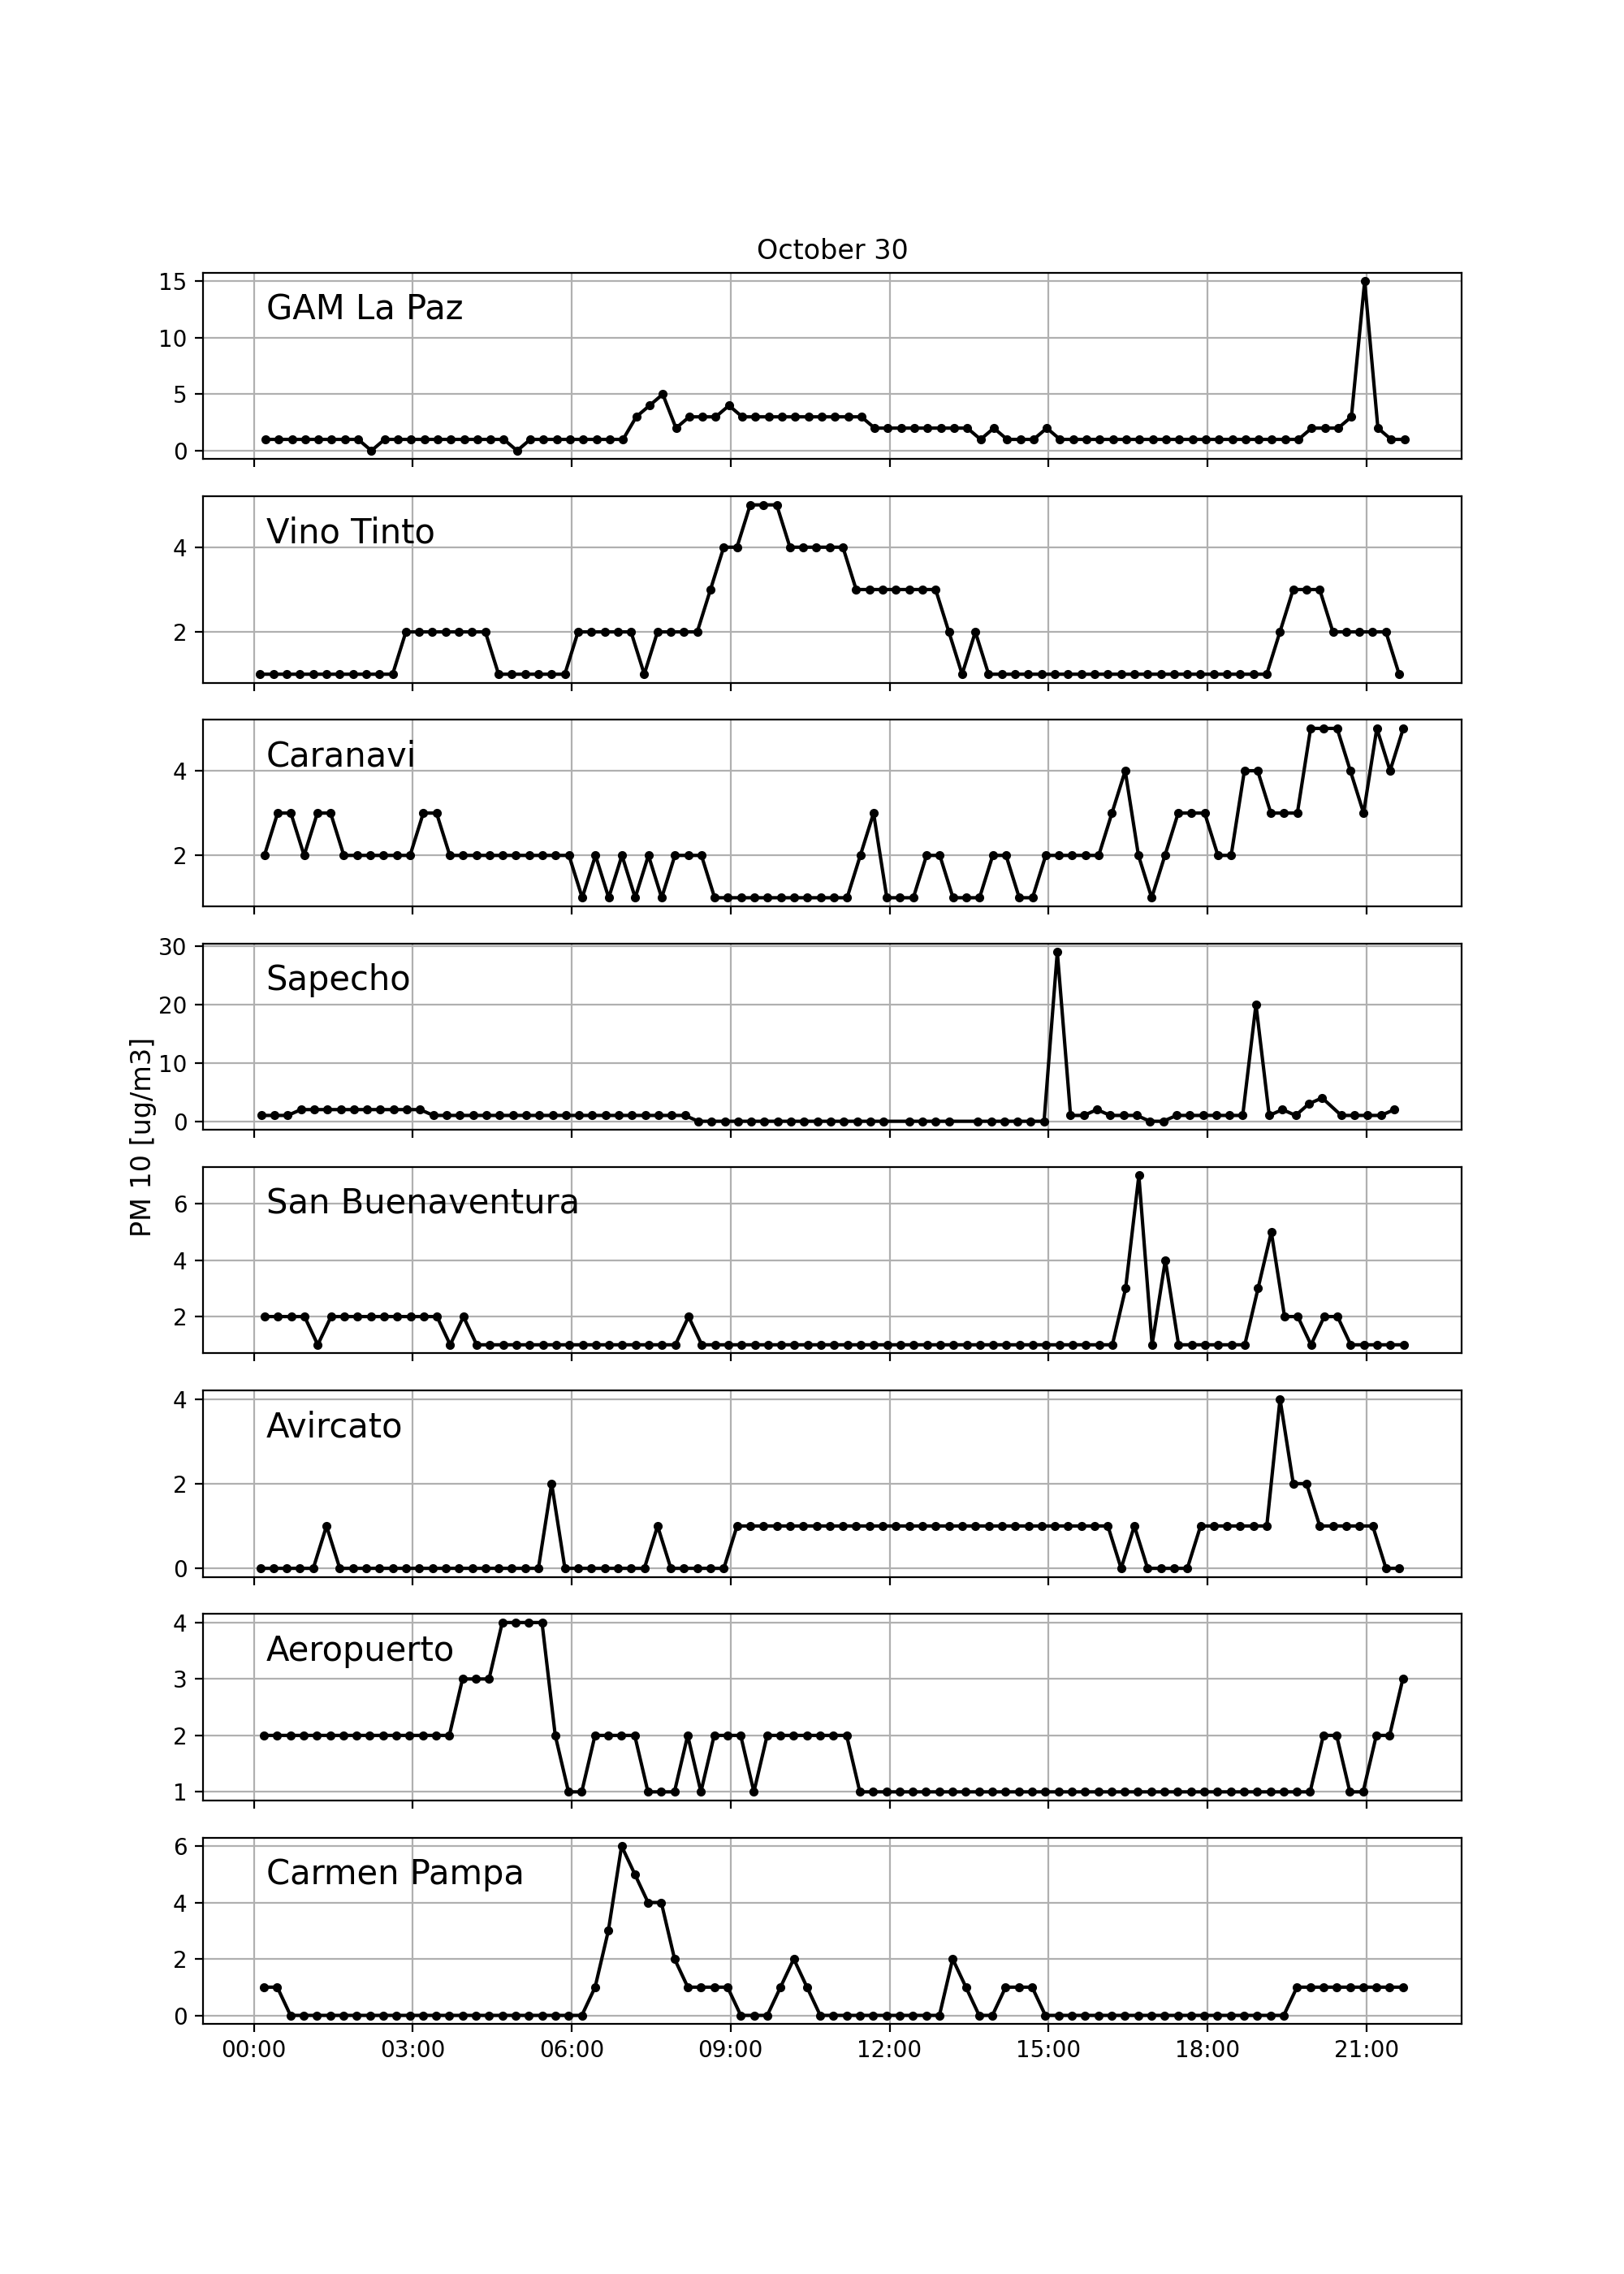 October 30
PM 10 [ug/m3]
15
10
5
0
GAM La Paz
4
2
Vino Tinto
4
2
Caranavi
30
20
10
0
Sapecho
6
4
2
San Buenaventura
4
2
0
Avircato
4
3
2
1
Aeropuerto
6
4
2
0
Carmen Pampa
00:00 03:00 06:00 09:00 12:00 15:00 18:00 21:00